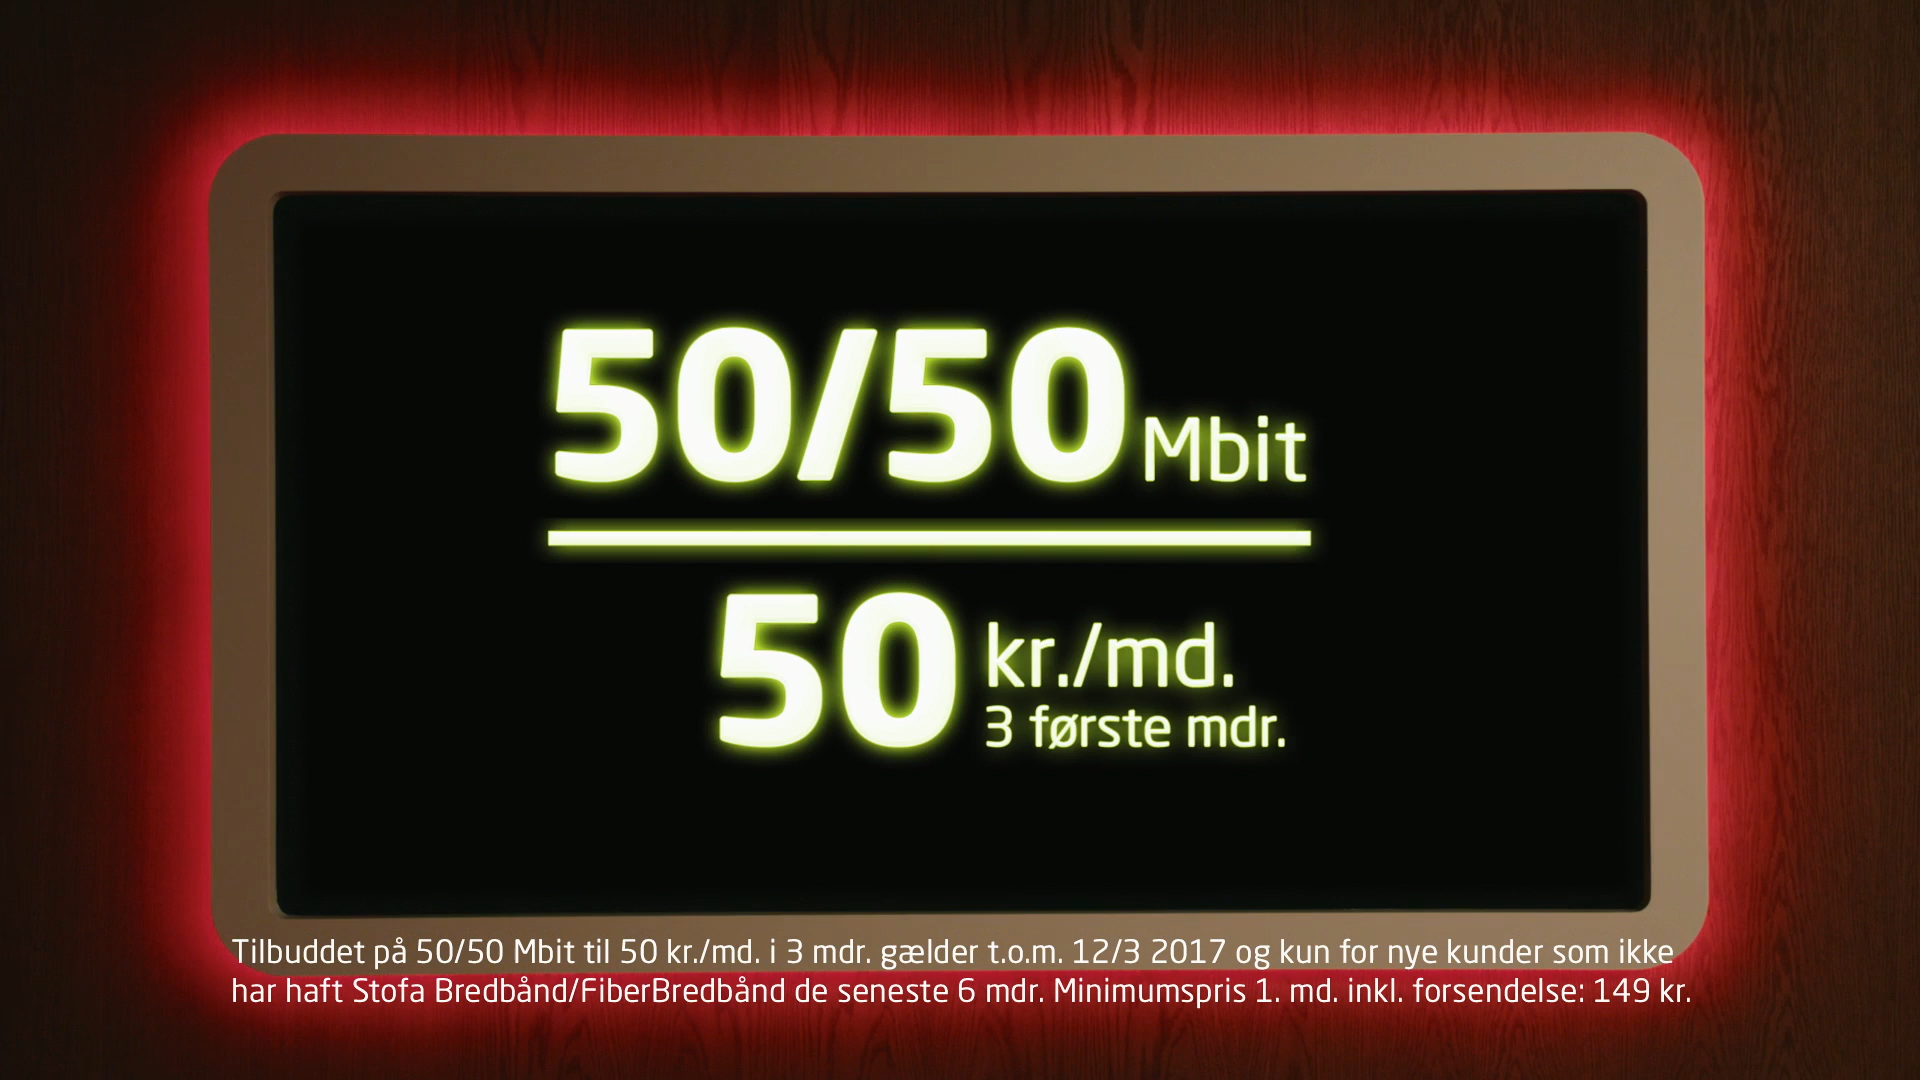 50/50 Mbit
50 kr./md.
3 første mdr.
Tilbuddet på 50/50 Mbit til 50 kr./md. i 3 mdr. gælder t.o.m. 12/3 2017 og kun for nye kunder som ikke
har haft Stofa Bredbånd/FiberBredbånd de seneste 6 mdr. Minimumspris 1. md. inkl. forsendelse: 149 kr.